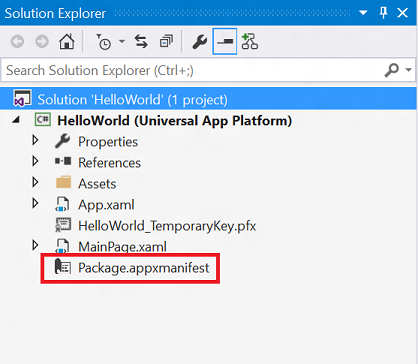 Solution Explorer
Search Solution Explorer (Ctrl+;)
Solution 'HelloWorld' (1 project)
C#
HelloWorld (Universal App Platform)
Properties
References
Assets
App.xaml
HelloWorld_TemporaryKey.pfx
MainPage.xaml
Package.appxmanifest